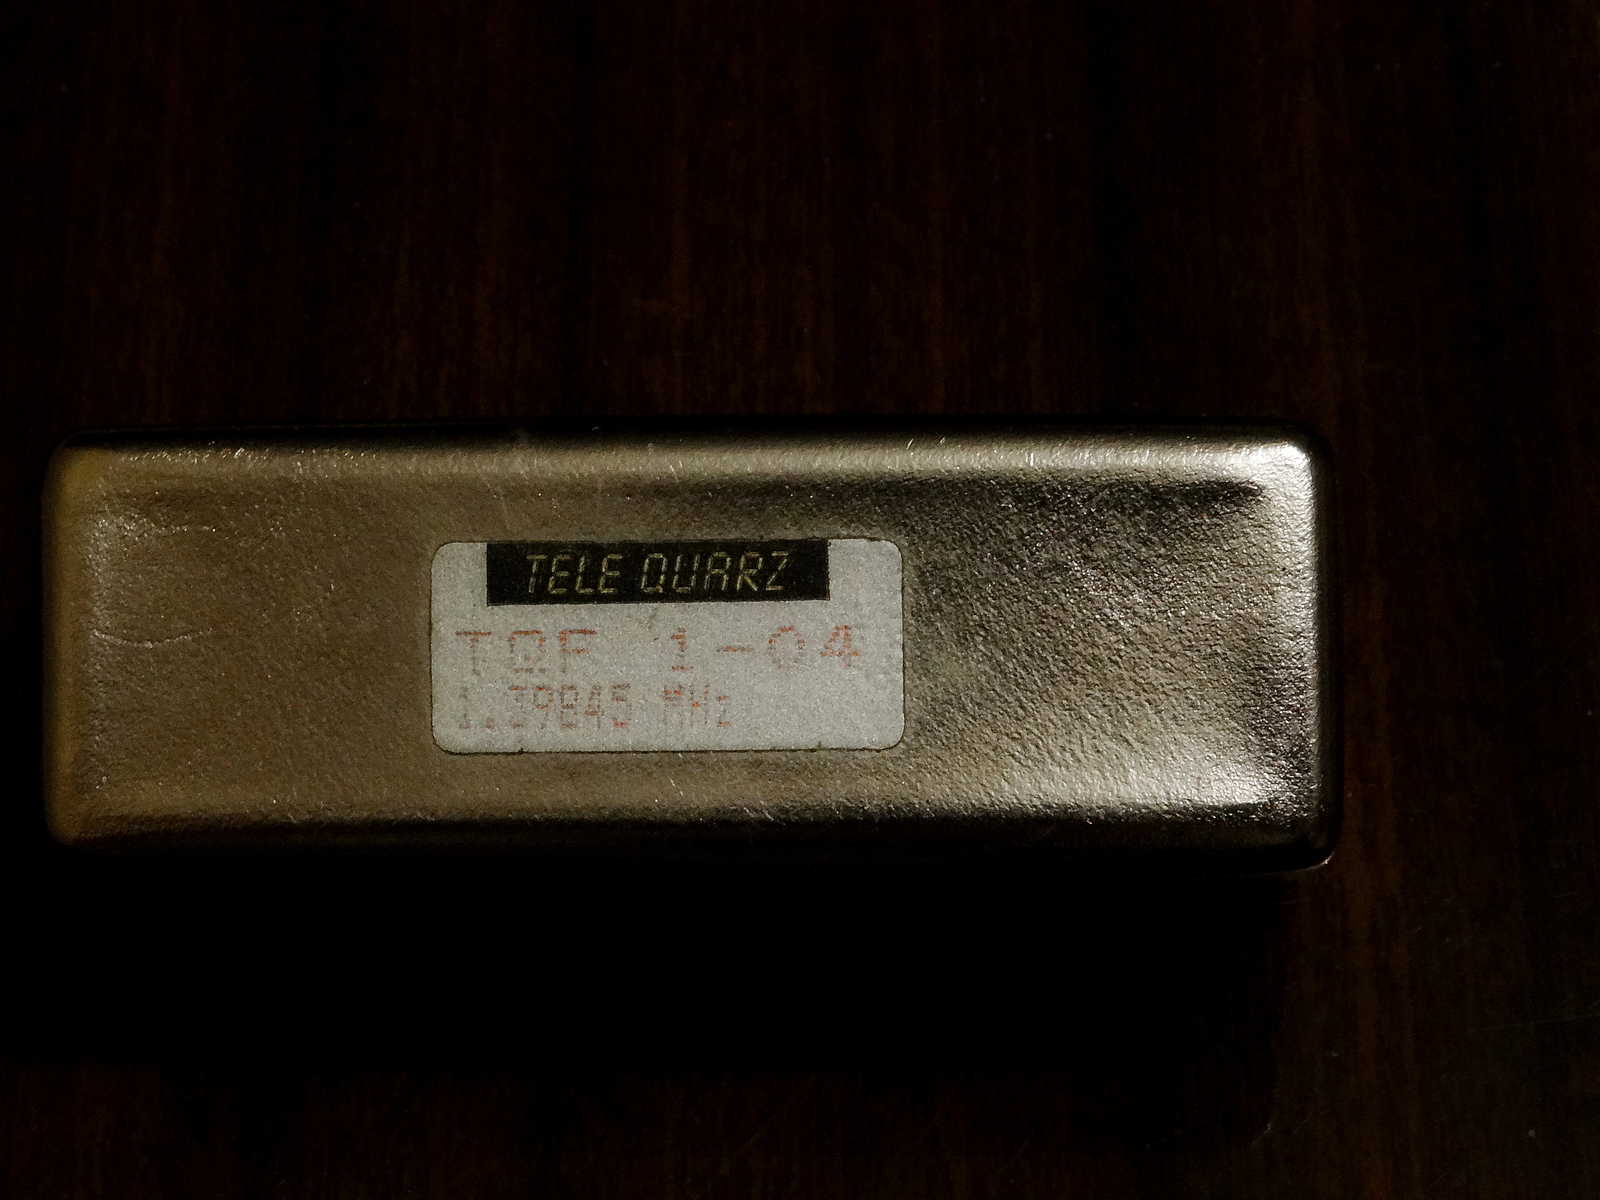 TELE QUARZ
TQF 1-04
1.39845 MHz